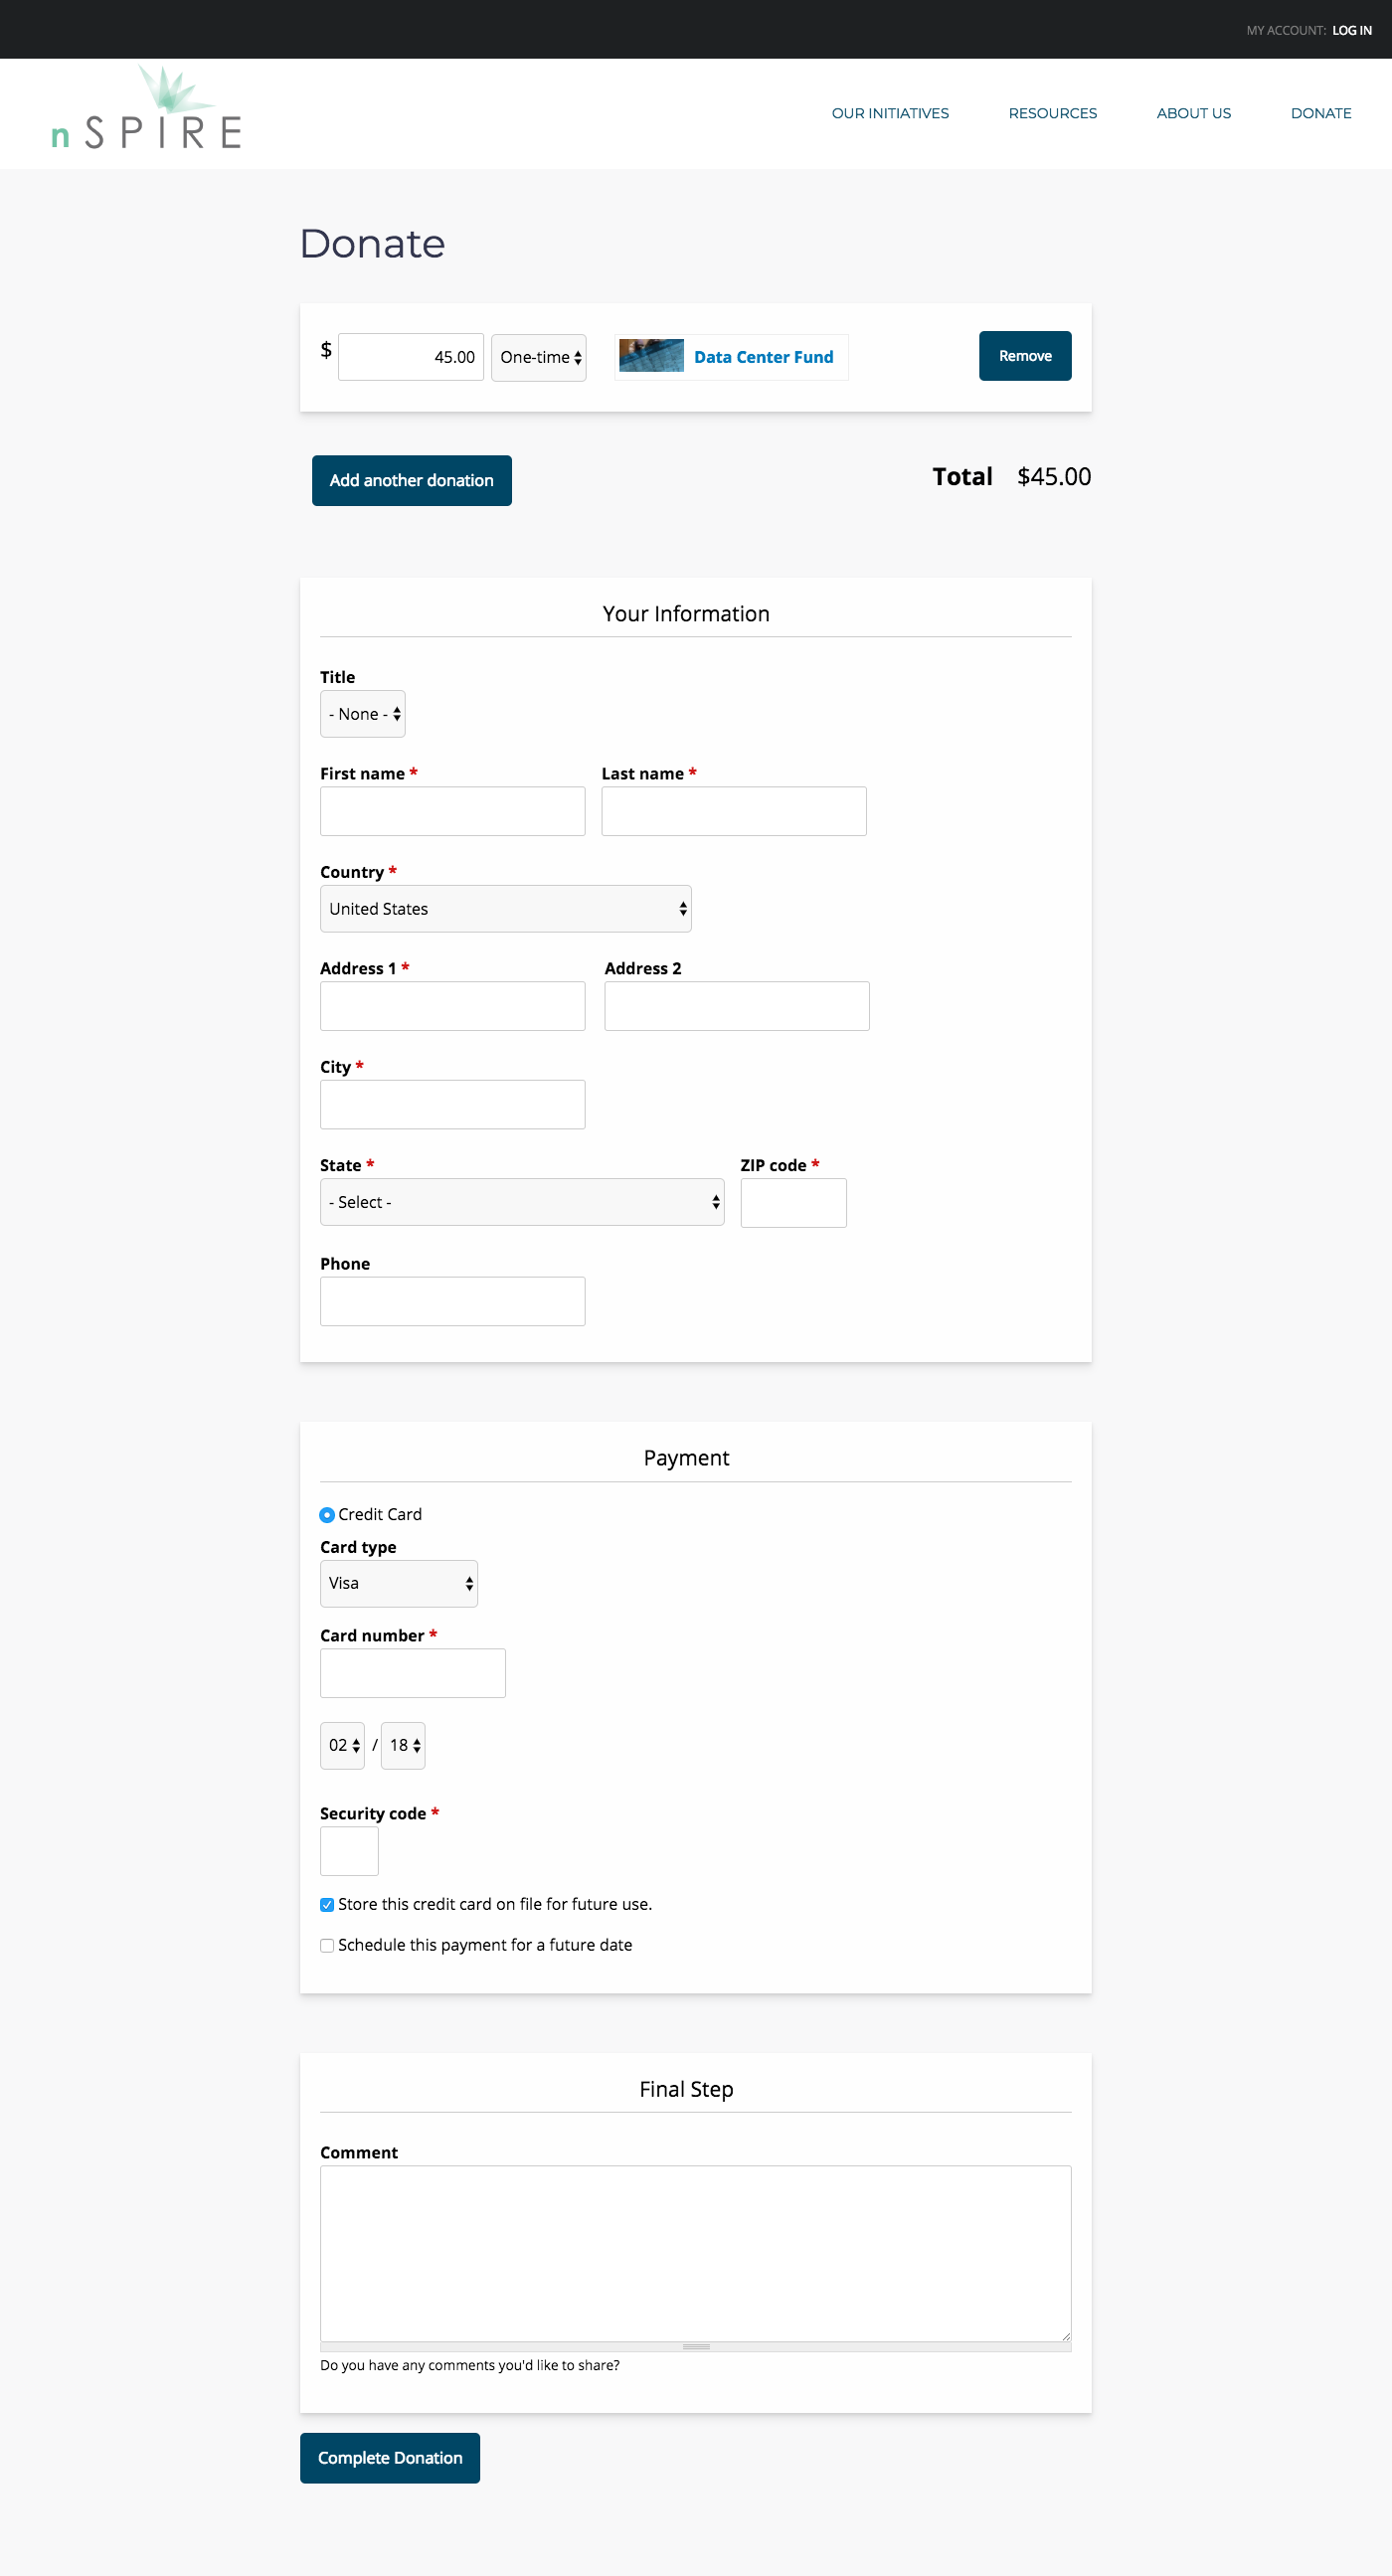 MY ACCOUNT: LOG IN
nSPIRE
OUR INITIATIVES RESOURCES ABOUT US DONATE
Donate
$ 45.00 One-time Data Center Fund Remove
Add another donation Total $45.00
Your Information
Title
- None -
First name * Last name *
Country *
United States
Address 1 * Address 2
City *
State * ZIP code *
- Select -
Phone
Payment
Credit Card
Card type
Visa
Card number *
02 / 18
Security code *
Store this credit card on file for future use.
Schedule this payment for a future date
Final Step
Comment
Do you have any comments you'd like to share?
Complete Donation